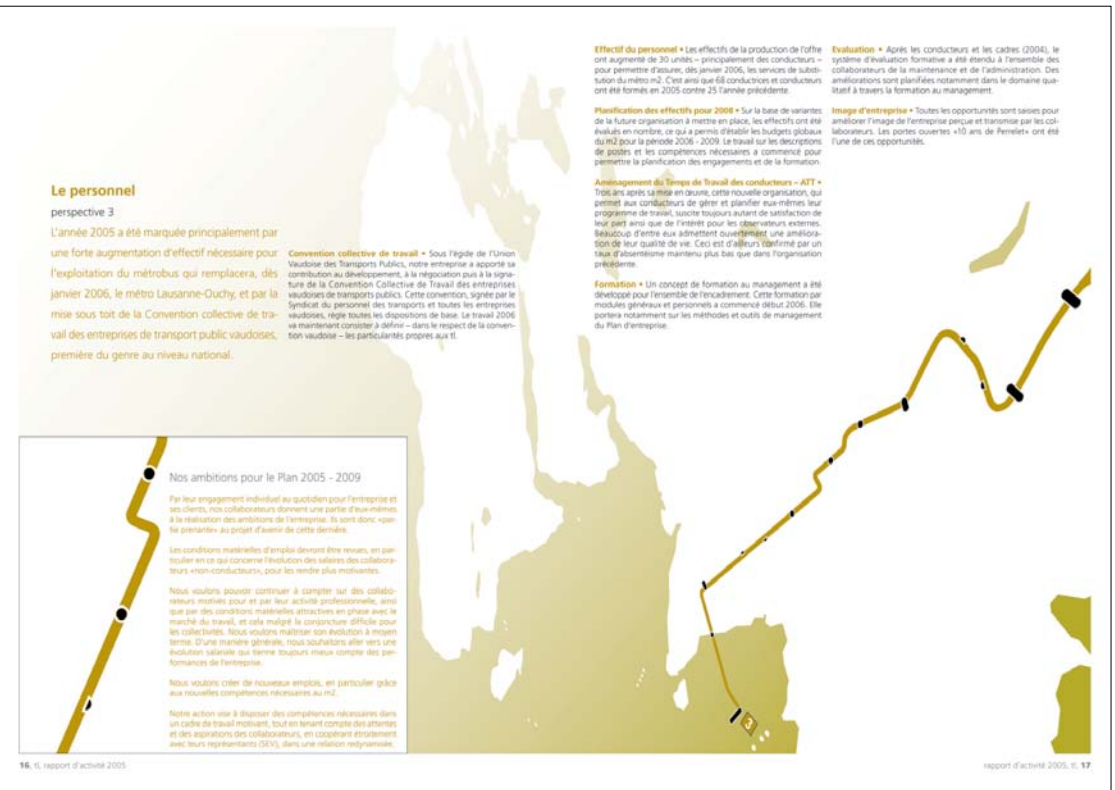 Le personnel
perspective 3
L'année 2005 a été marquée principalement par
une forte augmentation d'effectif nécessaire pour
l'exploitation du métrobus qui remplacera, dès
janvier 2006, le métro Lausanne-Ouchy, et par la
mise sous toit de la Convention collective de tra-
vail des entreprises de transport public vaudoises,
première du genre au niveau national.
Convention collective de travail • Sous l'égide de l'Union
Vaudoise des Transports Publics, notre entreprise a apporté sa
contribution au développement, à la négociation puis à la signa-
ture de la Convention Collective de Travail des entreprises
vaudoises de transports publics. Cette convention, signée par le
Syndicat du personnel des transports et toutes les entreprises
vaudoises, règle toutes les dispositions de base. Le travail 2006
va maintenant consister à définir – dans le respect de la conven-
tion vaudoise – les particularités propres aux tl.
Nos ambitions pour le Plan 2005 - 2009
Par leur engagement individuel au quotidien pour l'entreprise et
ses clients, nos collaborateurs donnent une partie d'eux-mêmes
à la réalisation des ambitions de l'entreprise. Ils sont donc «par-
tie prenante» au projet d'avenir de cette dernière.
Les conditions matérielles d'emploi devront être revues, en par-
ticulier en ce qui concerne l'évolution des salaires des collabora-
teurs «non-conducteurs», pour les rendre plus motivantes.
Nous voulons pouvoir continuer à compter sur des collabo-
rateurs motivés pour et par leur activité professionnelle, ainsi
que par des conditions matérielles attractives en phase avec le
marché du travail, et cela malgré la conjoncture difficile pour
les collectivités. Nous voulons maîtriser son évolution à moyen
terme. D'une manière générale, nous souhaitons aller vers une
évolution salariale qui tienne toujours mieux compte des per-
formances de l'entreprise.
Nous voulons créer de nouveaux emplois, en particulier grâce
aux nouvelles compétences nécessaires au m2.
Notre action vise à disposer des compétences nécessaires dans
un cadre de travail motivant, tout en tenant compte des attentes
et des aspirations des collaborateurs, en coopérant étroitement
avec leurs représentants (SEV), dans une relation redynamisée.
16, tl, rapport d'activité 2005
Effectif du personnel • Les effectifs de la production de l'offre
ont augmenté de 30 unités – principalement des conducteurs –
pour permettre d'assurer, dès janvier 2006, les services de substi-
tution du métro m2. C'est ainsi que 68 conductrices et conducteurs
ont été formés en 2005 contre 25 l'année précédente.
Planification des effectifs pour 2008 • Sur la base de variantes
de la future organisation à mettre en place, les effectifs ont été
évalués en nombre, ce qui a permis d'établir les budgets globaux
du m2 pour la période 2006 - 2009. Le travail sur les descriptions
de postes et les compétences nécessaires a commencé pour
permettre la planification des engagements et de la formation.
Aménagement du Temps de Travail des conducteurs – ATT •
Trois ans après sa mise en œuvre, cette nouvelle organisation, qui
permet aux conducteurs de gérer et planifier eux-mêmes leur
programme de travail, suscite toujours autant de satisfaction de
leur part ainsi que de l'intérêt pour les observateurs externes.
Beaucoup d'entre eux admettent ouvertement une améliora-
tion de leur qualité de vie. Ceci est d'ailleurs confirmé par un
taux d'absentéisme maintenu plus bas que dans l'organisation
précédente.
Formation • Un concept de formation au management a été
développé pour l'ensemble de l'encadrement. Cette formation par
modules généraux et personnels a commencé début 2006. Elle
portera notamment sur les méthodes et outils de management
du Plan d'entreprise.
Evaluation • Après les conducteurs et les cadres (2004), le
système d'évaluation formative a été étendu à l'ensemble des
collaborateurs de la maintenance et de l'administration. Des
améliorations sont planifiées notamment dans le domaine qua-
litatif à travers la formation au management.
Image d'entreprise • Toutes les opportunités sont saisies pour
améliorer l'image de l'entreprise perçue et transmise par les col-
laborateurs. Les portes ouvertes «10 ans de Perrelet» ont été
l'une de ces opportunités.
3
rapport d'activité 2005, tl, 17